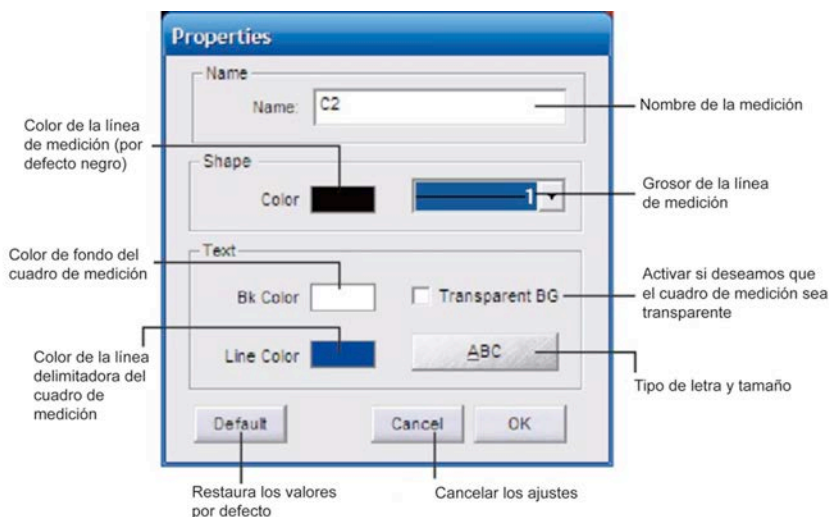 Properties
Name
Name: C2
Nombre de la medición
Color de la línea
de medición (por
defecto negro)
Shape
Color 1
Grosor de la línea
de medición
Text
Color de fondo del
cuadro de medición
Bk Color Transparent BG
Activar si deseamos que
el cuadro de medición sea
transparente
Color de la línea
delimitadora del
cuadro de
medición
Line Color ABC
Tipo de letra y tamaño
Default Cancel OK
Restaura los valores
por defecto
Cancelar los ajustes